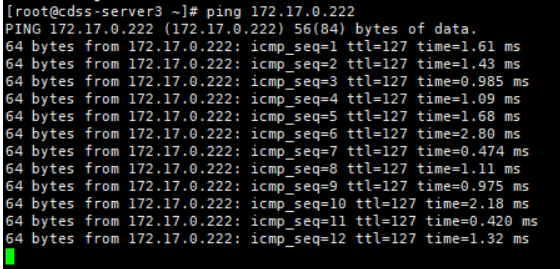 [root@cdss-server3 ~]# ping 172.17.0.222
PING 172.17.0.222 (172.17.0.222) 56(84) bytes of data.
64 bytes from 172.17.0.222: icmp_seq=1 ttl=127 time=1.61 ms
64 bytes from 172.17.0.222: icmp_seq=2 ttl=127 time=1.43 ms
64 bytes from 172.17.0.222: icmp_seq=3 ttl=127 time=0.985 ms
64 bytes from 172.17.0.222: icmp_seq=4 ttl=127 time=1.09 ms
64 bytes from 172.17.0.222: icmp_seq=5 ttl=127 time=1.68 ms
64 bytes from 172.17.0.222: icmp_seq=6 ttl=127 time=2.80 ms
64 bytes from 172.17.0.222: icmp_seq=7 ttl=127 time=0.474 ms
64 bytes from 172.17.0.222: icmp_seq=8 ttl=127 time=1.11 ms
64 bytes from 172.17.0.222: icmp_seq=9 ttl=127 time=0.975 ms
64 bytes from 172.17.0.222: icmp_seq=10 ttl=127 time=2.18 ms
64 bytes from 172.17.0.222: icmp_seq=11 ttl=127 time=0.420 ms
64 bytes from 172.17.0.222: icmp_seq=12 ttl=127 time=1.32 ms